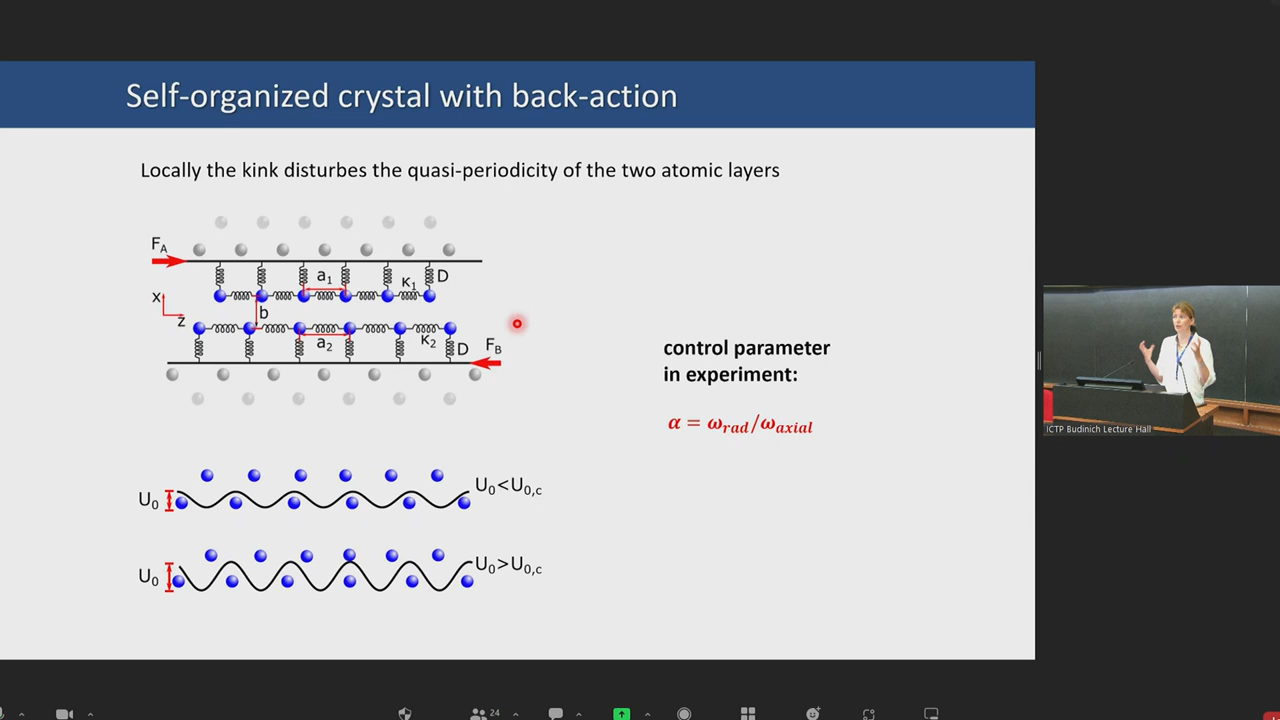 Self-organized crystal with back-action
Locally the kink disturbes the quasi-periodicity of the two atomic layers
F_A
a_1
κ_1
D
x
z
b
a_2
κ_2
D
F_B
control parameter
in experiment:
α = ω_rad/ω_axial
U_0
U_0<U_0,c
U_0
U_0>U_0,c
ICTP Budinich Lecture Hall
24